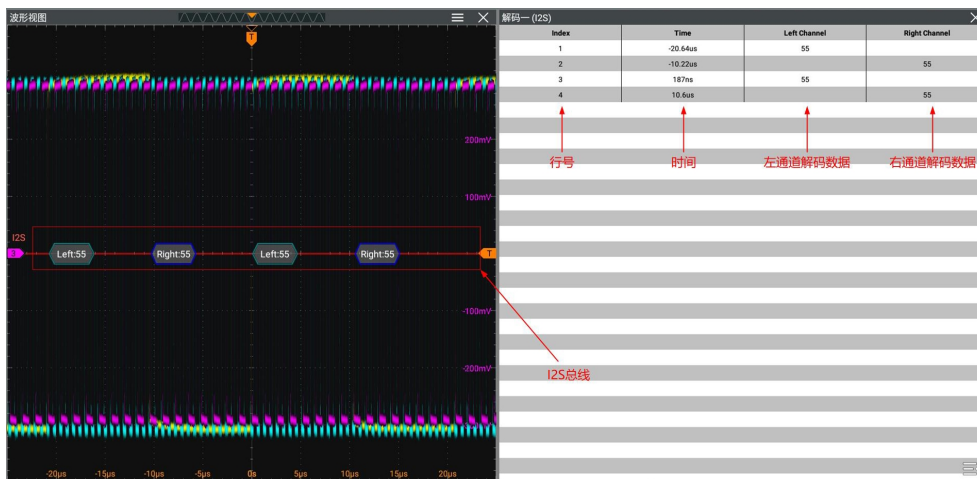 波形视图
T
200mV
100mV
I2S
3
Left:55
Right:55
Left:55
Right:55
T
-100mV
-200mV
-20μs
-15μs
-10μs
-5μs
0s
5μs
10μs
15μs
20μs
解码一 (I2S)
Index Time Left Channel Right Channel
1 -20.64us 55
2 -10.22us 55
3 187ns 55
4 10.6us 55
行号
时间
左通道解码数据
右通道解码数据
I2S总线